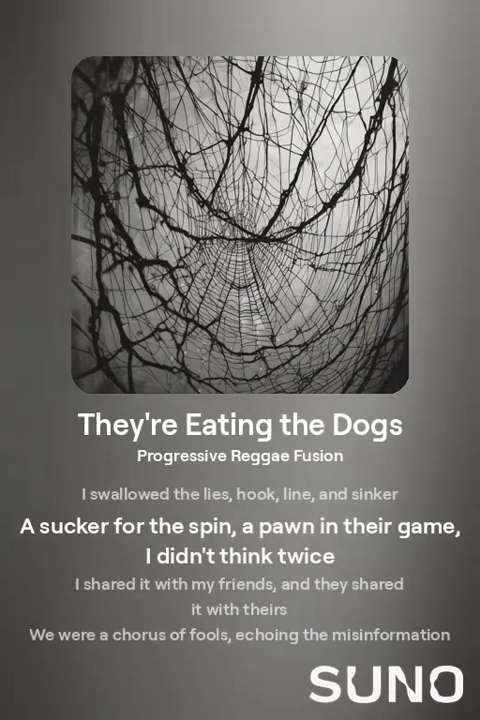 They're Eating the Dogs
Progressive Reggae Fusion
I swallowed the lies, hook, line, and sinker
A sucker for the spin, a pawn in their game,
I didn't think twice
I shared it with my friends, and they shared
it with theirs
We were a chorus of fools, echoing the misinformation
SUNO